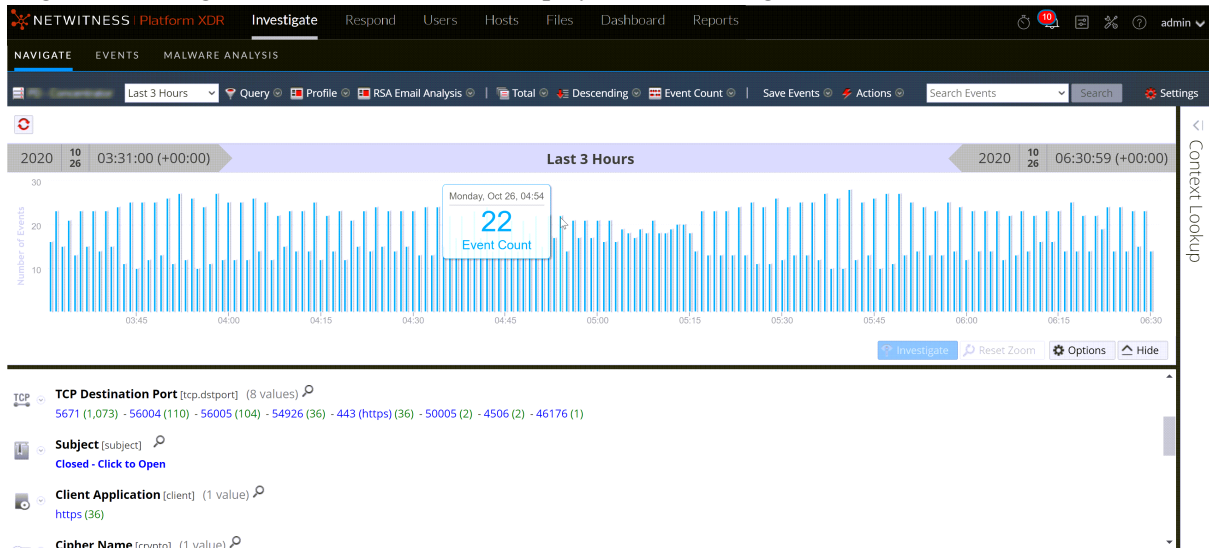 NETWITNESS | Platform XDR Investigate Respond Users Hosts Files Dashboard Reports 10 admin
NAVIGATE EVENTS MALWARE ANALYSIS
Concentrator Last 3 Hours Query Profile RSA Email Analysis | Total Descending Event Count | Save Events Actions Search Events Search Settings
2020 10 26 03:31:00 (+00:00) Last 3 Hours 2020 10 26 06:30:59 (+00:00)
Context Lookup
Number of Events
30
20
10
Monday, Oct 26, 04:54
22
Event Count
03:45 04:00 04:15 04:30 04:45 05:00 05:15 05:30 05:45 06:00 06:15 06:30
Investigate Reset Zoom Options Hide
TCP TCP Destination Port [tcp.dstport] (8 values)
5671 (1,073) - 56004 (110) - 56005 (104) - 54926 (36) - 443 (https) (36) - 50005 (2) - 4506 (2) - 46176 (1)
Subject [subject]
Closed - Click to Open
Client Application [client] (1 value)
https (36)
Cipher Name [crypto] (1 value)